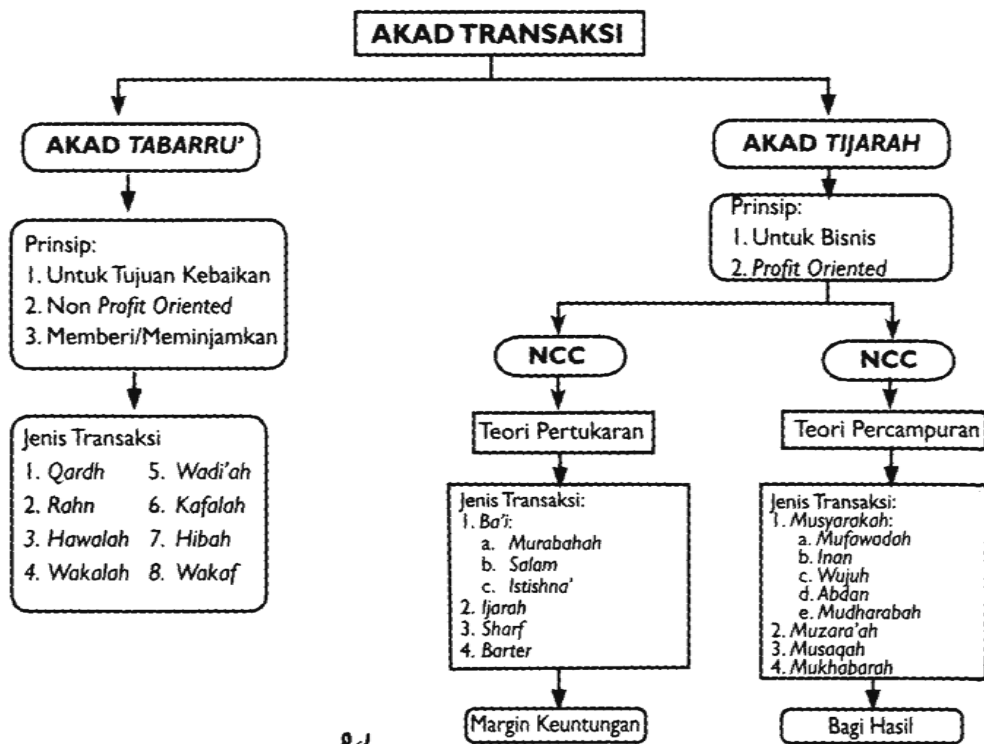 AKAD TRANSAKSI
AKAD TABARRU'
Prinsip:
1. Untuk Tujuan Kebaikan
2. Non Profit Oriented
3. Memberi/Meminjamkan
Jenis Transaksi
1. Qardh 5. Wadi'ah
2. Rahn 6. Kafalah
3. Hawalah 7. Hibah
4. Wakalah 8. Wakaf
AKAD TIJARAH
Prinsip:
1. Untuk Bisnis
2. Profit Oriented
NCC
Teori Pertukaran
Jenis Transaksi:
1. Ba'i:
a. Murabahah
b. Salam
c. Istishna'
2. Ijarah
3. Sharf
4. Barter
Margin Keuntungan
NCC
Teori Percampuran
Jenis Transaksi:
1. Musyarakah:
a. Mufawadah
b. Inan
c. Wujuh
d. Abdan
e. Mudharabah
2. Muzara'ah
3. Musaqah
4. Mukhabarah
Bagi Hasil